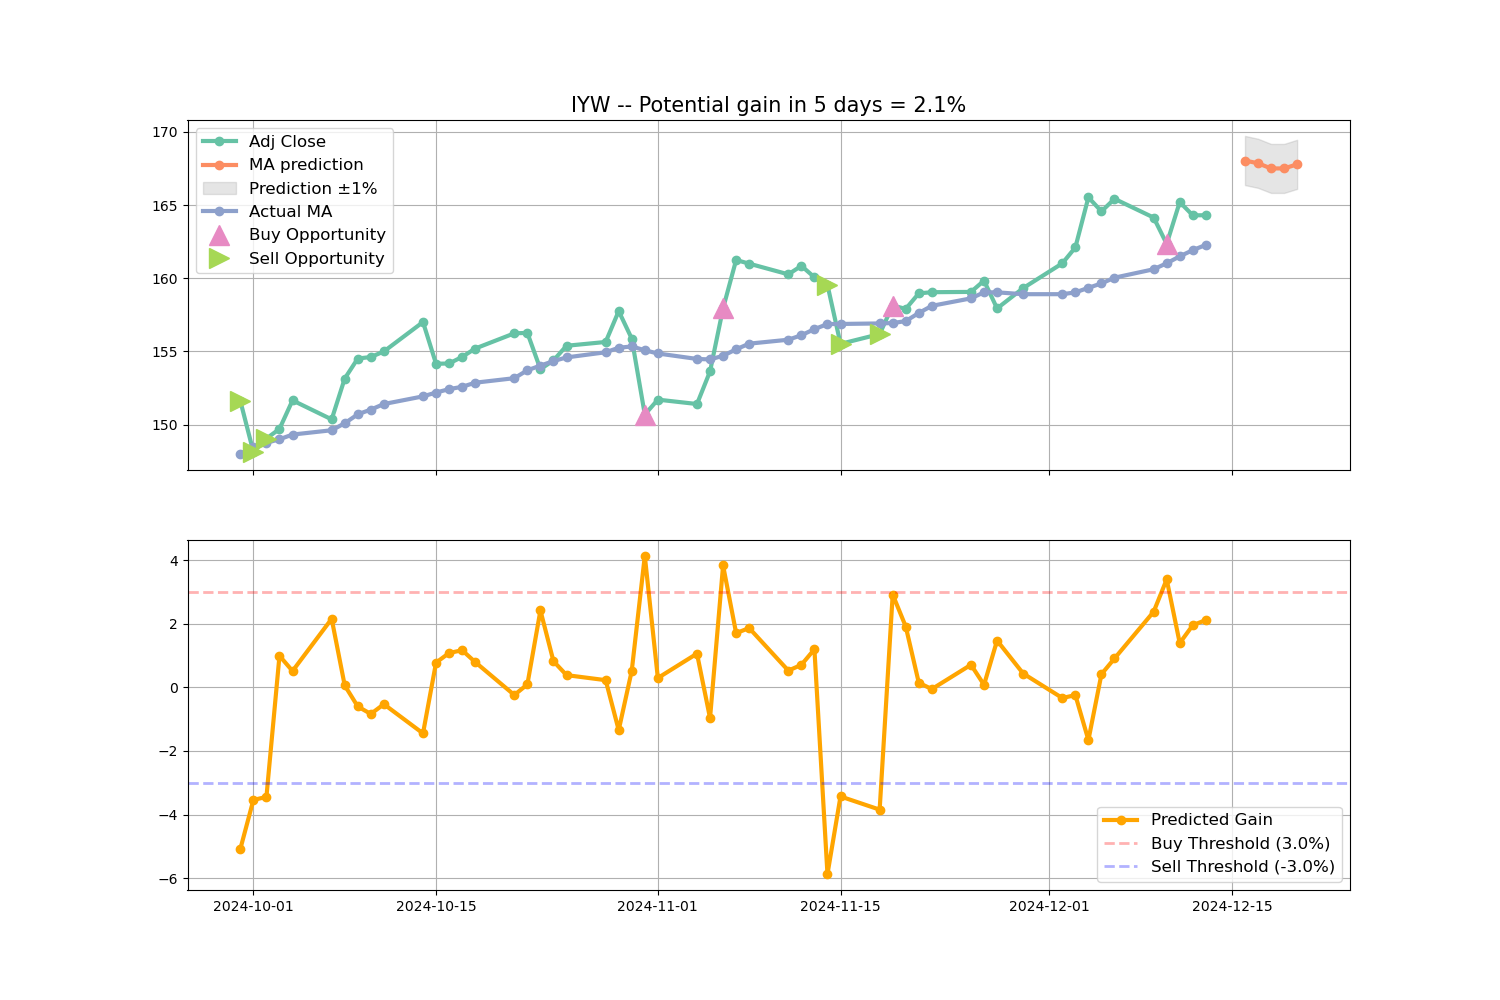 IYW -- Potential gain in 5 days = 2.1%
170
165
160
155
150
Adj Close
MA prediction
Prediction ±1%
Actual MA
Buy Opportunity
Sell Opportunity
4
2
0
−2
−4
−6
Predicted Gain
Buy Threshold (3.0%)
Sell Threshold (-3.0%)
2024-10-01
2024-10-15
2024-11-01
2024-11-15
2024-12-01
2024-12-15